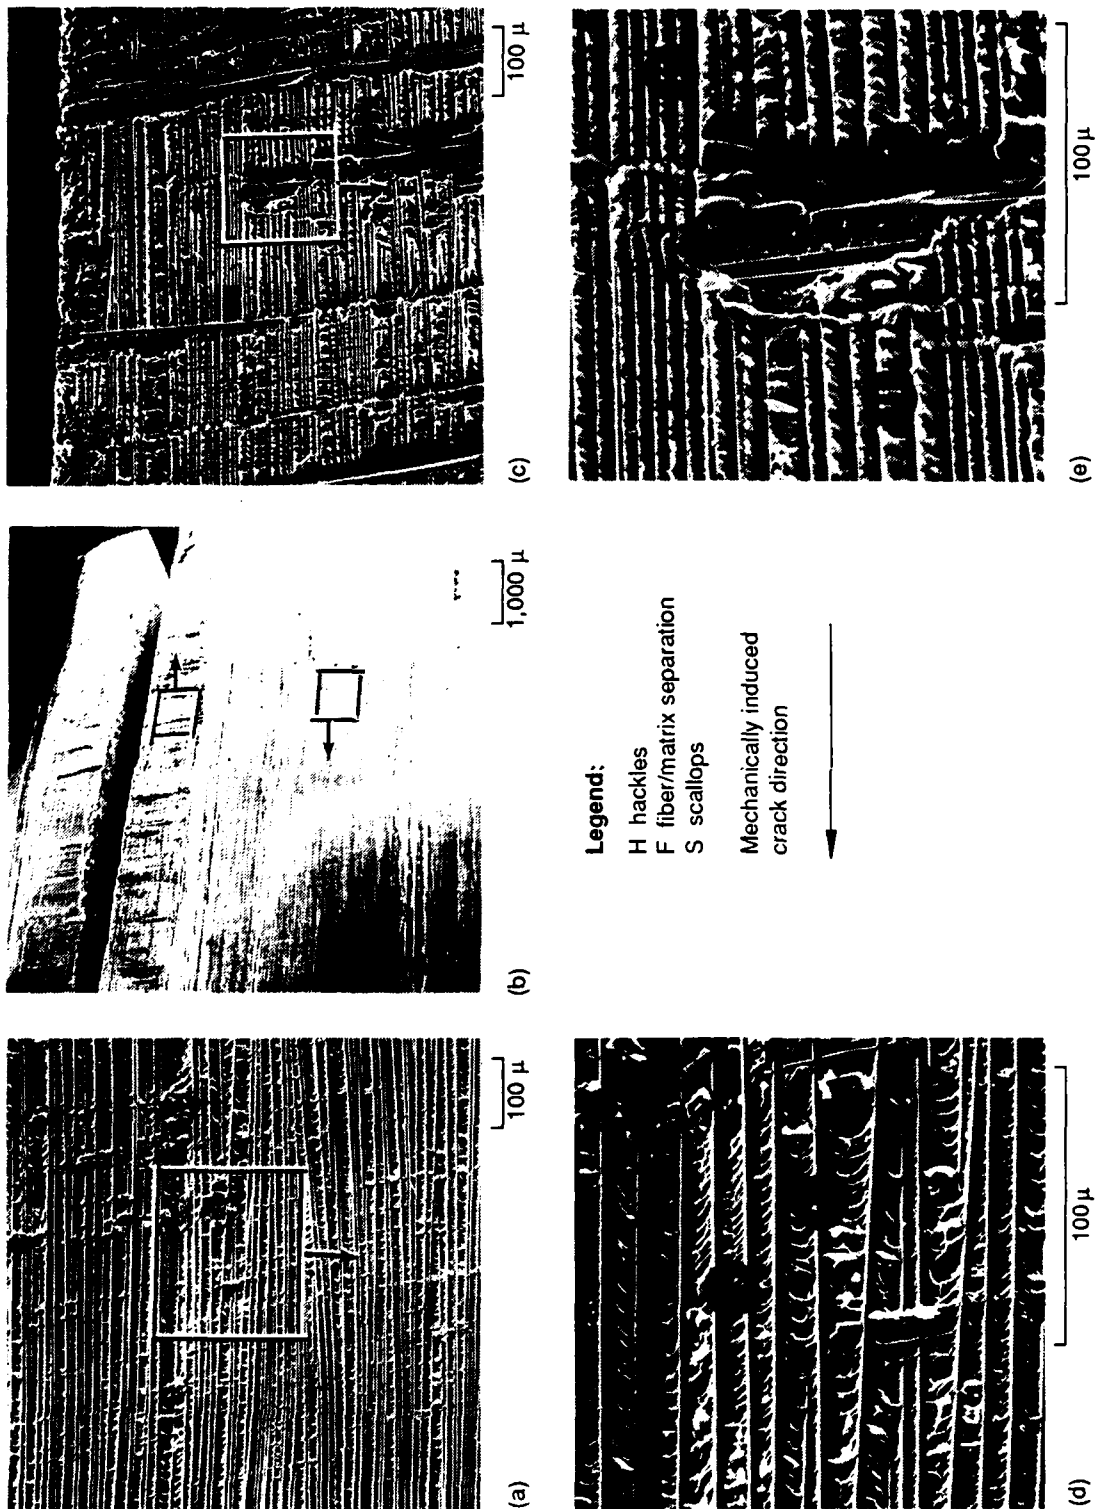 (a)
100 μ
(b)
1,000 μ
(c)
100 μ
(d)
100 μ
Legend:
H hackles
F fiber/matrix separation
S scallops
Mechanically induced
crack direction
(e)
100 μ